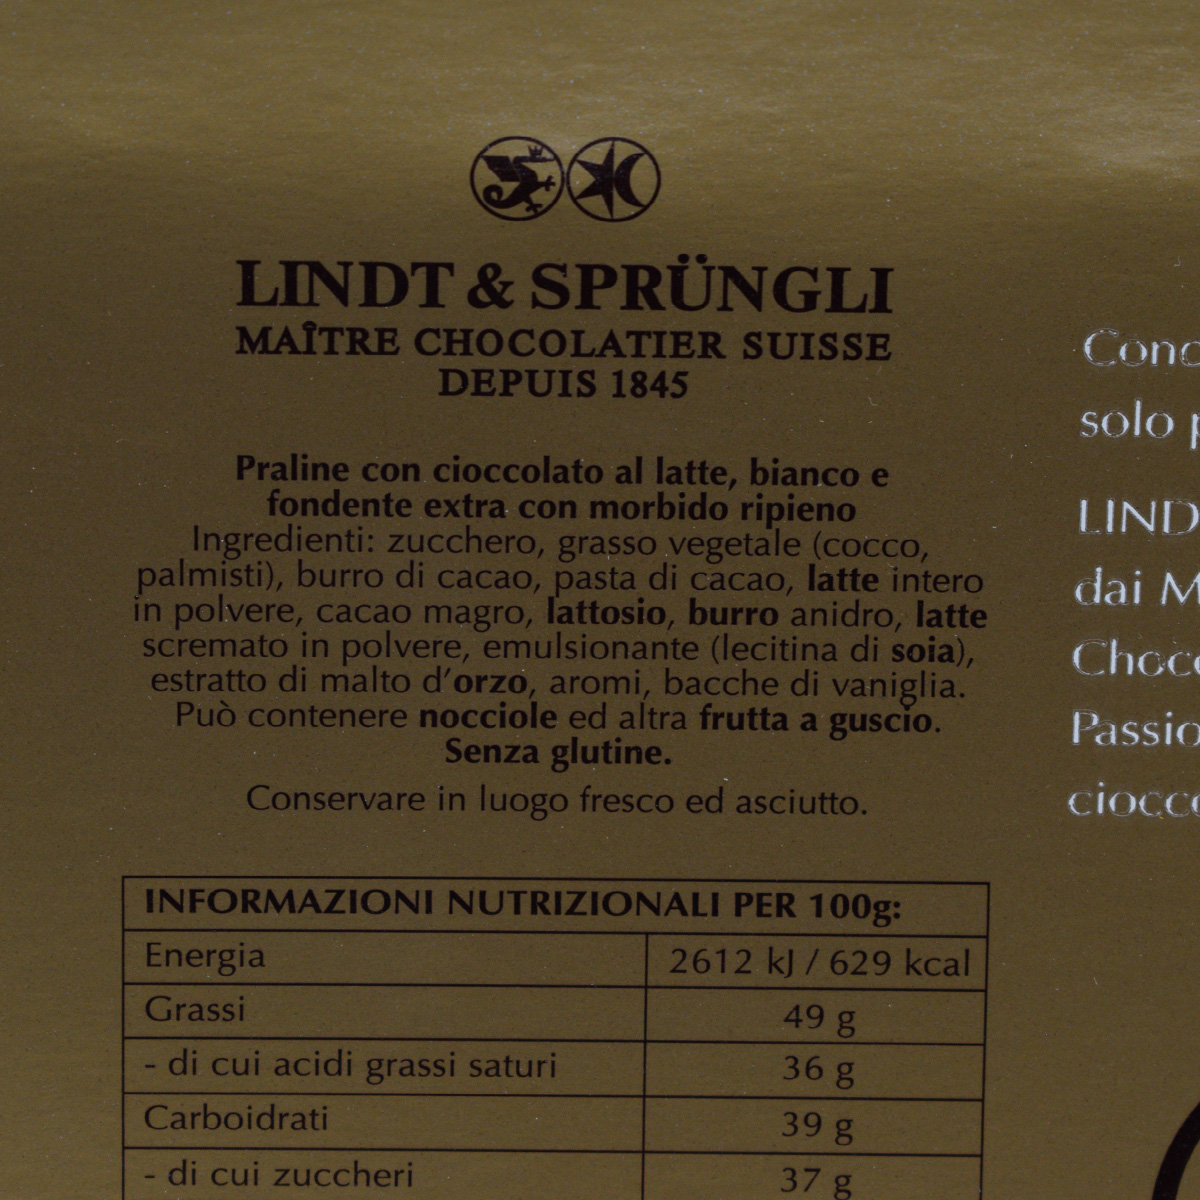 LINDT & SPRÜNGLI
MAÎTRE CHOCOLATIER SUISSE
DEPUIS 1845
Praline con cioccolato al latte, bianco e
fondente extra con morbido ripieno
Ingredienti: zucchero, grasso vegetale (cocco,
palmisti), burro di cacao, pasta di cacao, latte intero
in polvere, cacao magro, lattosio, burro anidro, latte
scremato in polvere, emulsionante (lecitina di soia),
estratto di malto d'orzo, aromi, bacche di vaniglia.
Può contenere nocciole ed altra frutta a guscio.
Senza glutine.
Conservare in luogo fresco ed asciutto.
INFORMAZIONI NUTRIZIONALI PER 100g:
Energia 2612 kJ / 629 kcal
Grassi 49 g
- di cui acidi grassi saturi 36 g
Carboidrati 39 g
- di cui zuccheri 37 g
solo
dai